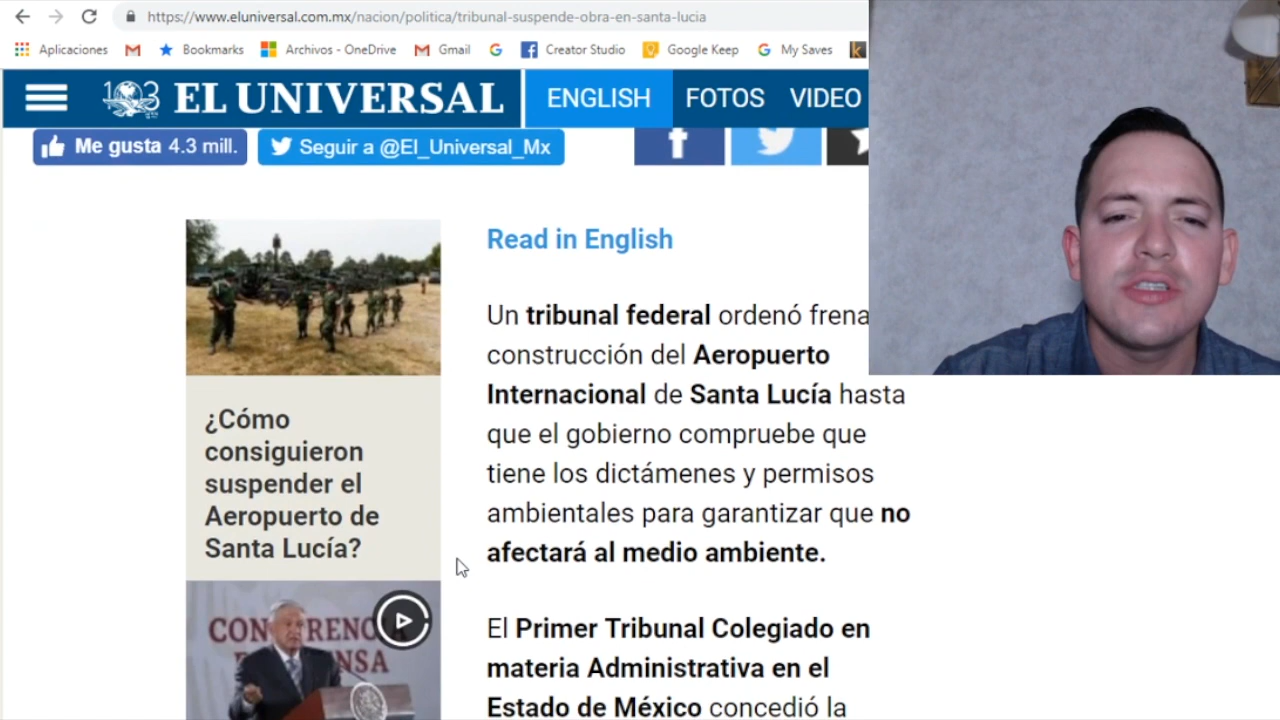 https://www.eluniversal.com.mx/nacion/politica/tribunal-suspende-obra-en-santa-lucia
Aplicaciones Bookmarks Archivos - OneDrive Gmail Creator Studio Google Keep My Saves
103 EL UNIVERSAL ENGLISH FOTOS VIDEO
Me gusta 4.3 mill. Seguir a @El_Universal_Mx
Read in English
Un tribunal federal ordenó frena
construcción del Aeropuerto
Internacional de Santa Lucía hasta
que el gobierno compruebe que
tiene los dictámenes y permisos
ambientales para garantizar que no
afectará al medio ambiente.
El Primer Tribunal Colegiado en
materia Administrativa en el
Estado de México concedió la
¿Cómo
consiguieron
suspender el
Aeropuerto de
Santa Lucía?